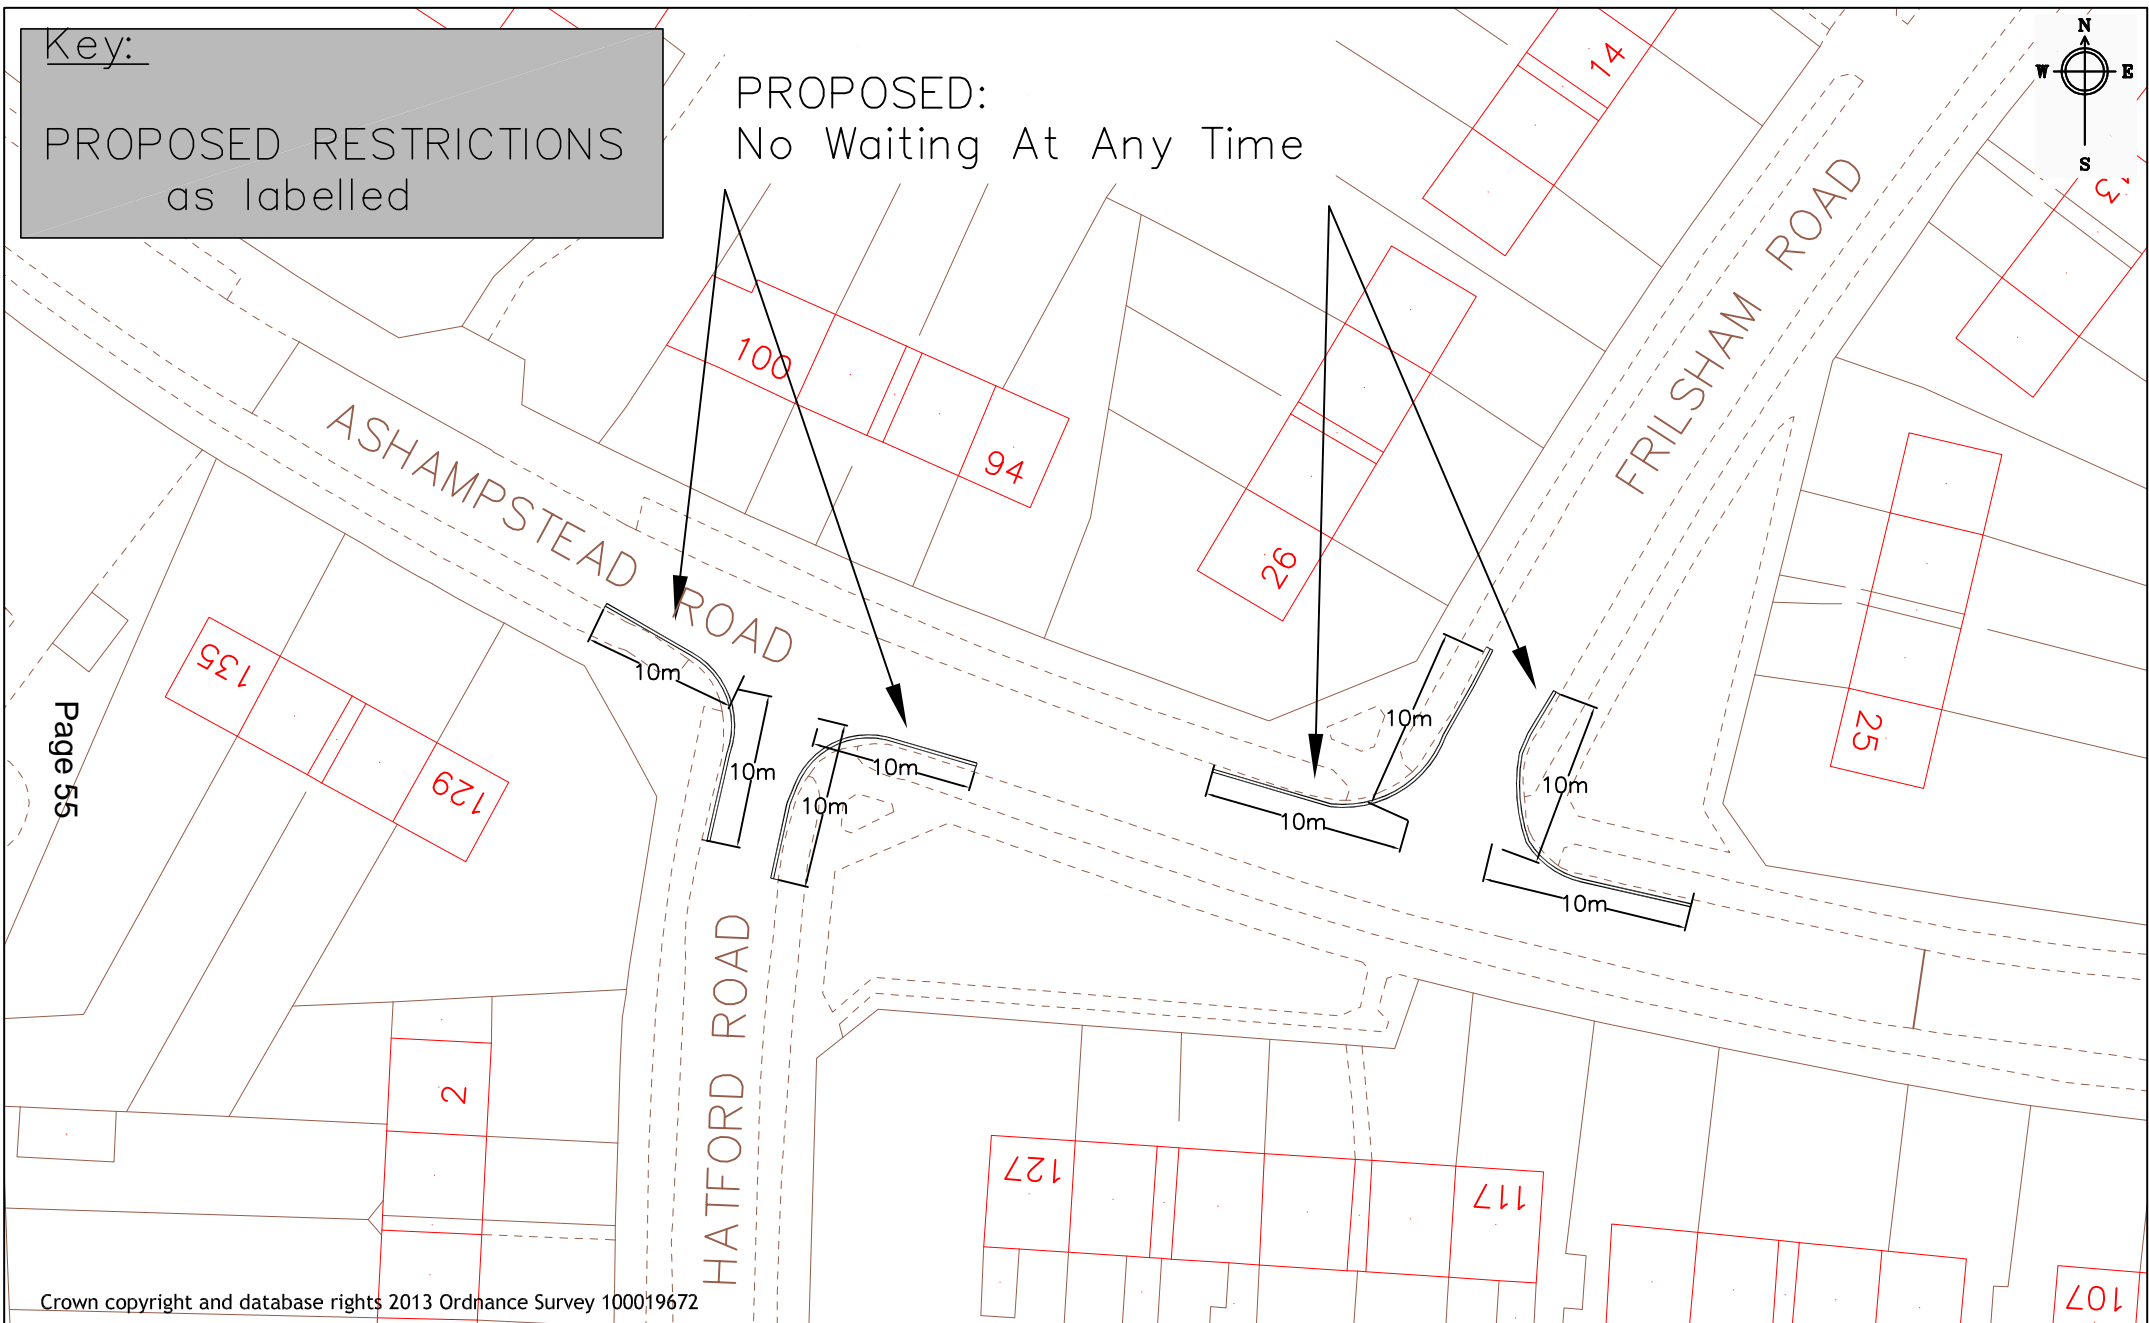 Key:
PROPOSED RESTRICTIONS
as labelled
PROPOSED:
No Waiting At Any Time
N
W E
S
14
13
FRILSHAM ROAD
100
94
26
25
ASHAMPSTEAD ROAD
135
129
10m
10m
10m
10m
10m
10m
10m
10m
Page 55
HATFORD ROAD
2
127
117
107
Crown copyright and database rights 2013 Ordnance Survey 100019672